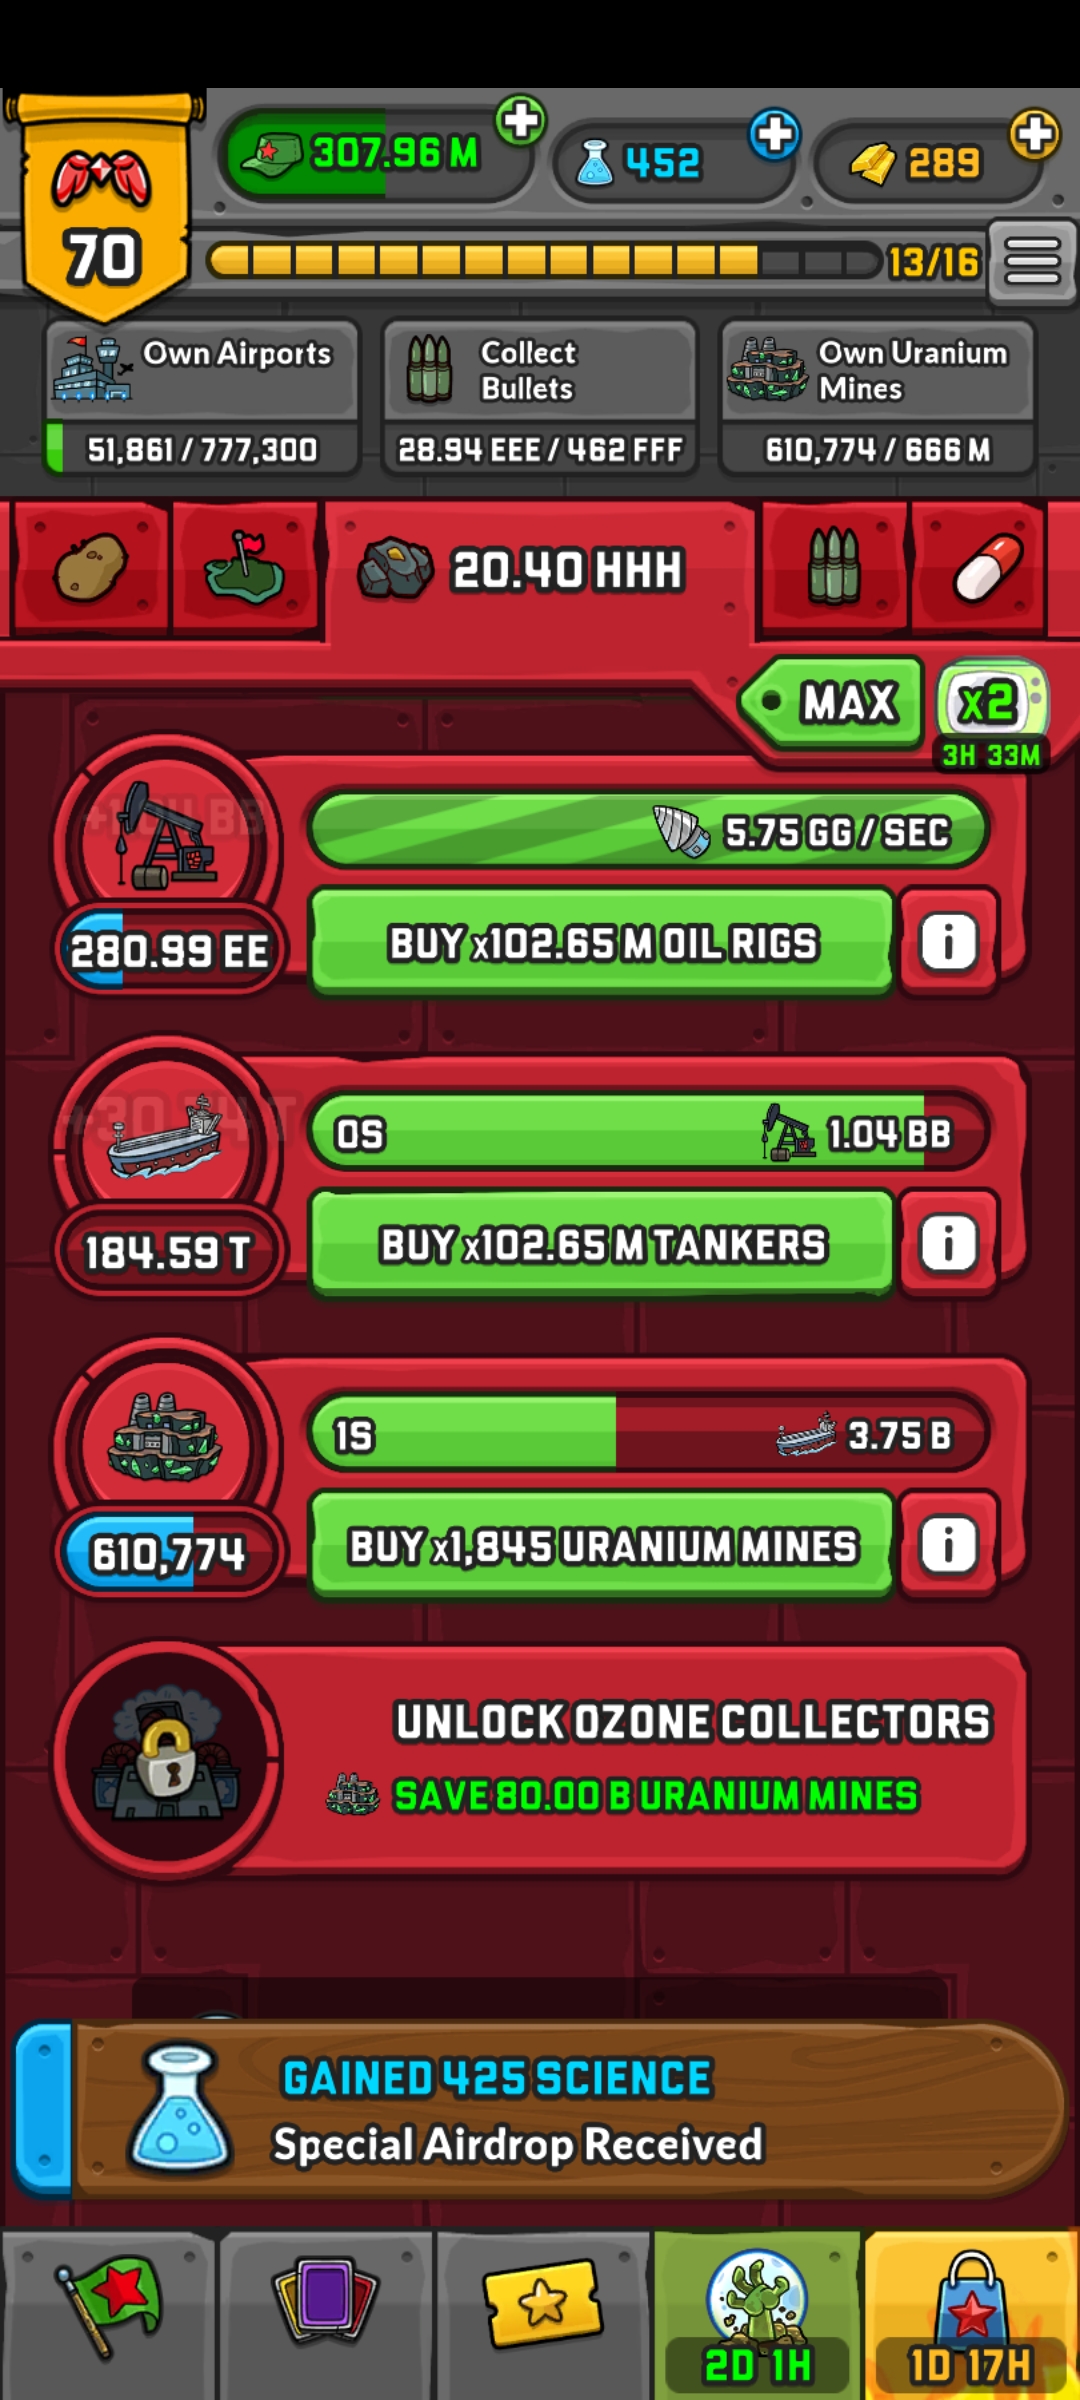 307.96 M
452
289
70
13/16
Own Airports
51,861 / 777,300
Collect
Bullets
28.94 EEE / 462 FFF
Own Uranium
Mines
610,774 / 666 M
20.40 HHH
MAX
x2
3H 33M
5.75 GG / SEC
280.99 EE
BUY x102.65 M OIL RIGS
i
0S
1.04 BB
184.59 T
BUY x102.65 M TANKERS
i
1S
3.75 B
610,774
BUY x1,845 URANIUM MINES
i
UNLOCK OZONE COLLECTORS
SAVE 80.00 B URANIUM MINES
GAINED 425 SCIENCE
Special Airdrop Received
2D 1H
1D 17H